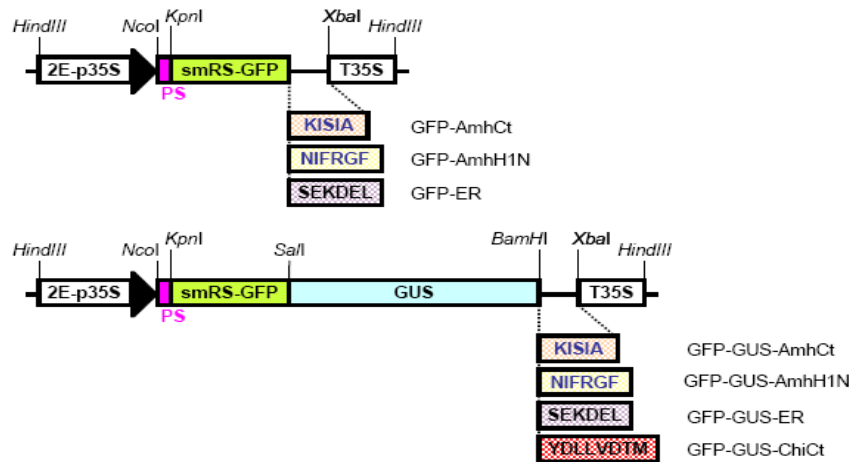 HindIII NcoI KpnI XbaI HindIII
2E-p35S smRS-GFP T35S
PS
KISIA GFP-AmhCt
NIFRGF GFP-AmhH1N
SEKDEL GFP-ER
HindIII NcoI KpnI SalI BamHI XbaI HindIII
2E-p35S smRS-GFP GUS T35S
PS
KISIA GFP-GUS-AmhCt
NIFRGF GFP-GUS-AmhH1N
SEKDEL GFP-GUS-ER
YDLLVDTM GFP-GUS-ChiCt